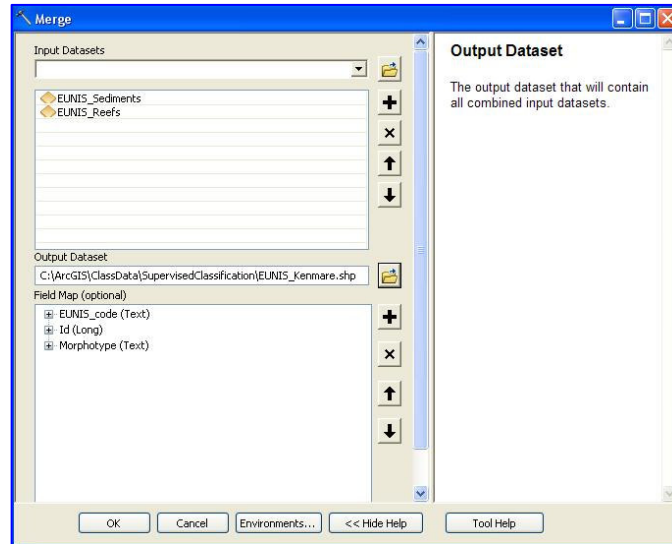 Merge
Input Datasets
EUNIS_Sediments
EUNIS_Reefs
Output Dataset
C:\ArcGIS\ClassData\SupervisedClassification\EUNIS_Kenmare.shp
Field Map (optional)
EUNIS_code (Text)
Id (Long)
Morphotype (Text)
OK
Cancel
Environments...
<< Hide Help
Tool Help
Output Dataset
The output dataset that will contain
all combined input datasets.